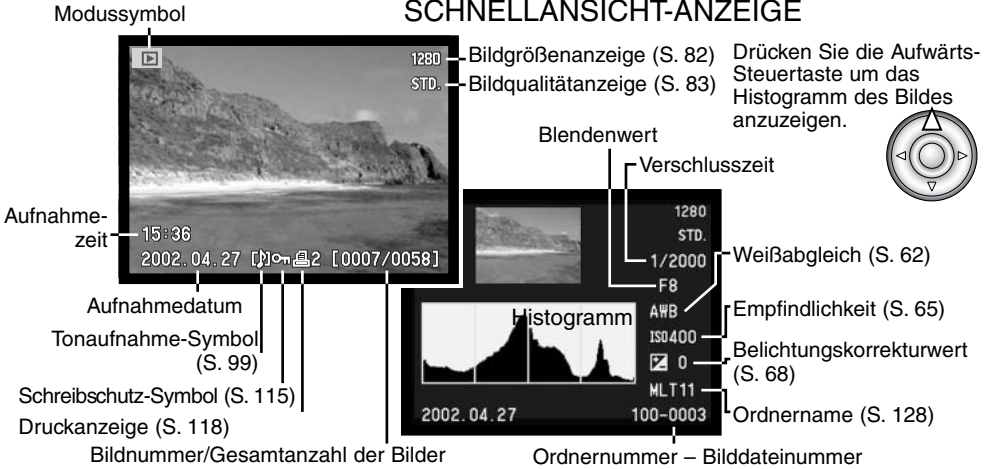 SCHNELLANSICHT-ANZEIGE
Modussymbol
1280
STD.
Bildgrößenanzeige (S. 82)
Bildqualitätanzeige (S. 83)
Drücken Sie die Aufwärts-
Steuertaste um das
Histogramm des Bildes
anzuzeigen.
Blendenwert
Verschlusszeit
Aufnahme-
zeit
15:36
2002.04.27 [♪] 2 [0007/0058]
Aufnahmedatum
Tonaufnahme-Symbol
(S. 99)
Schreibschutz-Symbol (S. 115)
Druckanzeige (S. 118)
Bildnummer/Gesamtanzahl der Bilder
1280
STD.
1/2000
F8
AWB
ISO400
0
MLT11
Histogramm
2002.04.27 100-0003
Weißabgleich (S. 62)
Empfindlichkeit (S. 65)
Belichtungskorrekturwert
(S. 68)
Ordnername (S. 128)
Ordnernummer – Bilddateinummer